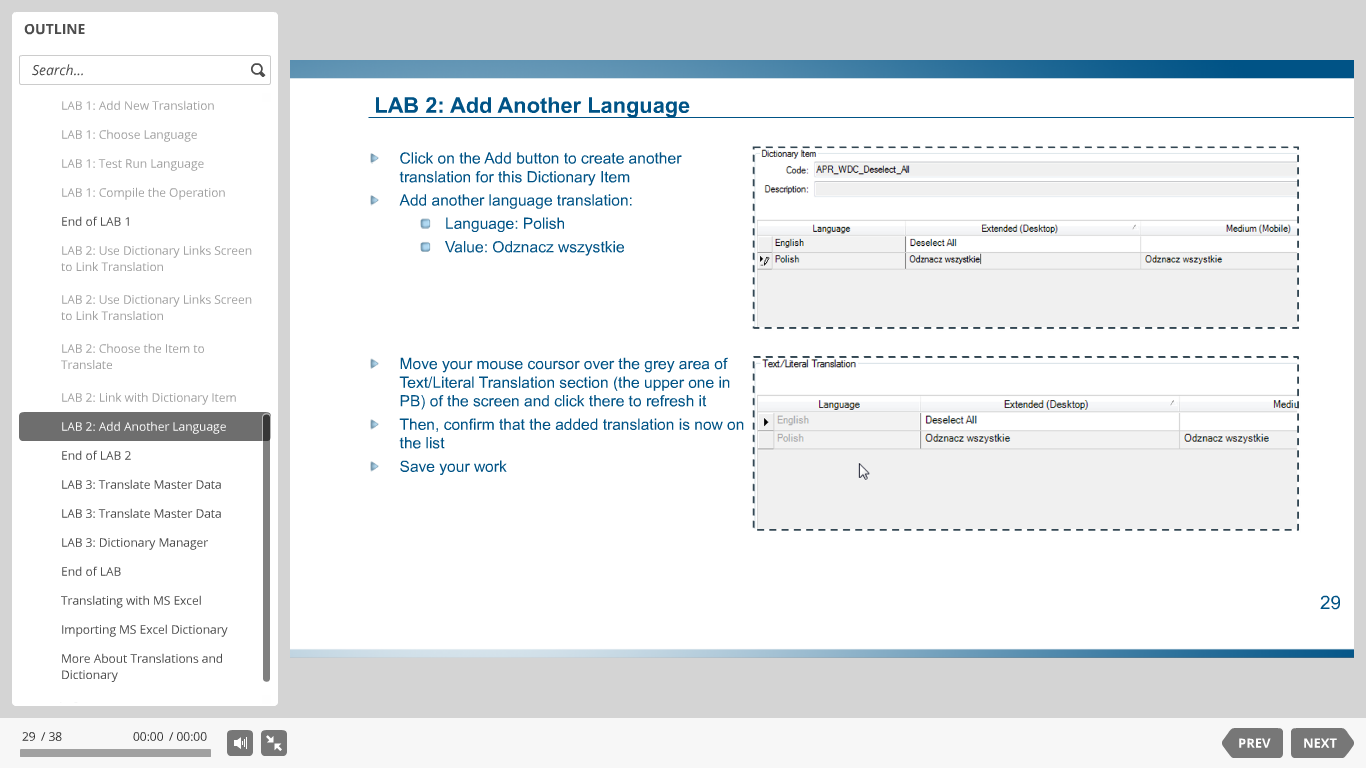 OUTLINE
Search...
LAB 1: Add New Translation
LAB 1: Choose Language
LAB 1: Test Run Language
LAB 1: Compile the Operation
End of LAB 1
LAB 2: Use Dictionary Links Screen
to Link Translation
LAB 2: Use Dictionary Links Screen
to Link Translation
LAB 2: Choose the Item to
Translate
LAB 2: Link with Dictionary Item
LAB 2: Add Another Language
End of LAB 2
LAB 3: Translate Master Data
LAB 3: Translate Master Data
LAB 3: Dictionary Manager
End of LAB
Translating with MS Excel
Importing MS Excel Dictionary
More About Translations and
Dictionary
LAB 2: Add Another Language
Click on the Add button to create another
translation for this Dictionary Item
Add another language translation:
Language: Polish
Value: Odznacz wszystkie
Dictionary Item
Code: APR_WDC_Deselect_All
Description:
Language Extended (Desktop) Medium (Mobile)
English Deselect All
Polish Odznacz wszystkie Odznacz wszystkie
Move your mouse coursor over the grey area of
Text/Literal Translation section (the upper one in
PB) of the screen and click there to refresh it
Then, confirm that the added translation is now on
the list
Save your work
Text/Literal Translation
Language Extended (Desktop) Mediu
English Deselect All
Polish Odznacz wszystkie Odznacz wszystkie
29
29 / 38 00:00 / 00:00
PREV NEXT